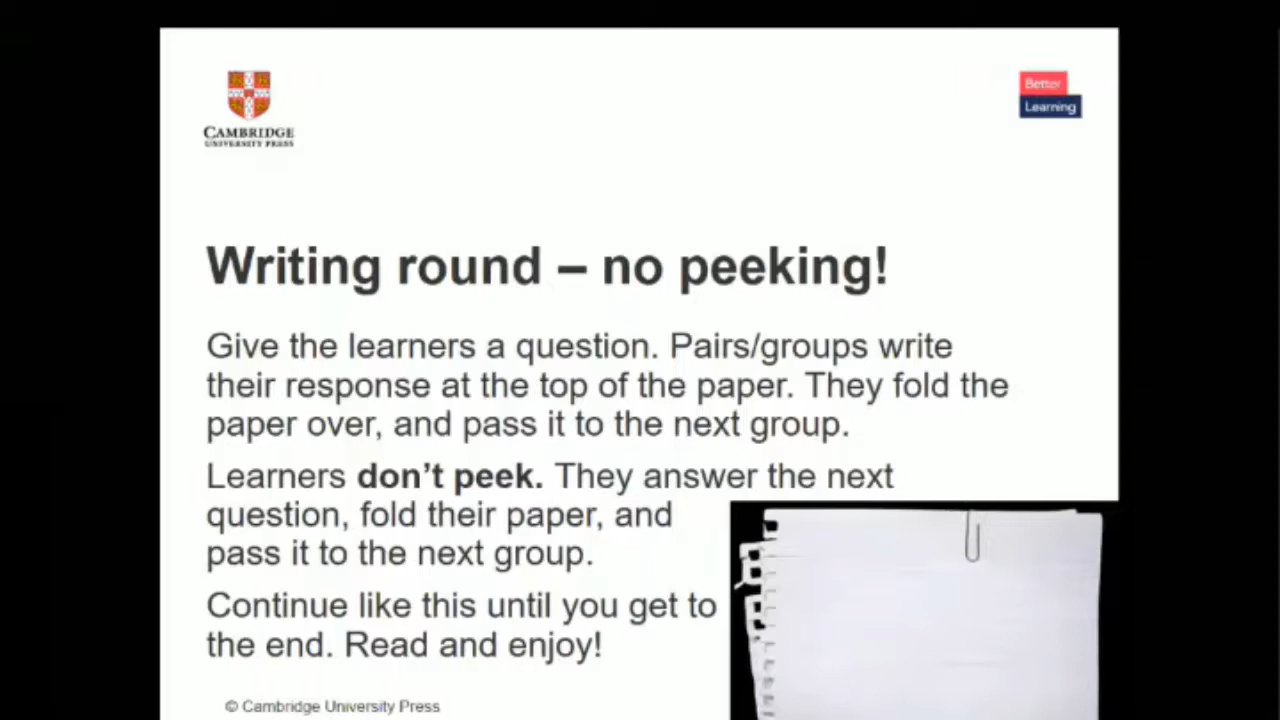 CAMBRIDGE
UNIVERSITY PRESS
Better
Learning
Writing round – no peeking!
Give the learners a question. Pairs/groups write
their response at the top of the paper. They fold the
paper over, and pass it to the next group.
Learners don’t peek. They answer the next
question, fold their paper, and
pass it to the next group.
Continue like this until you get to
the end. Read and enjoy!
© Cambridge University Press